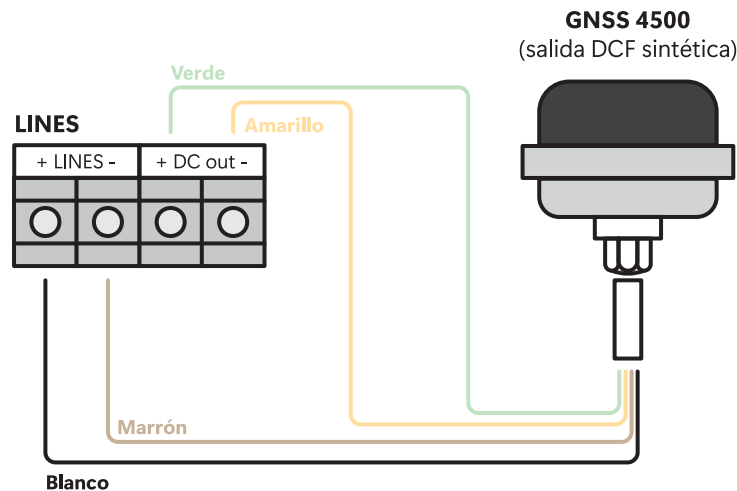 GNSS 4500
(salida DCF sintética)
Verde
Amarillo
LINES
+ LINES -
+ DC out -
Marrón
Blanco